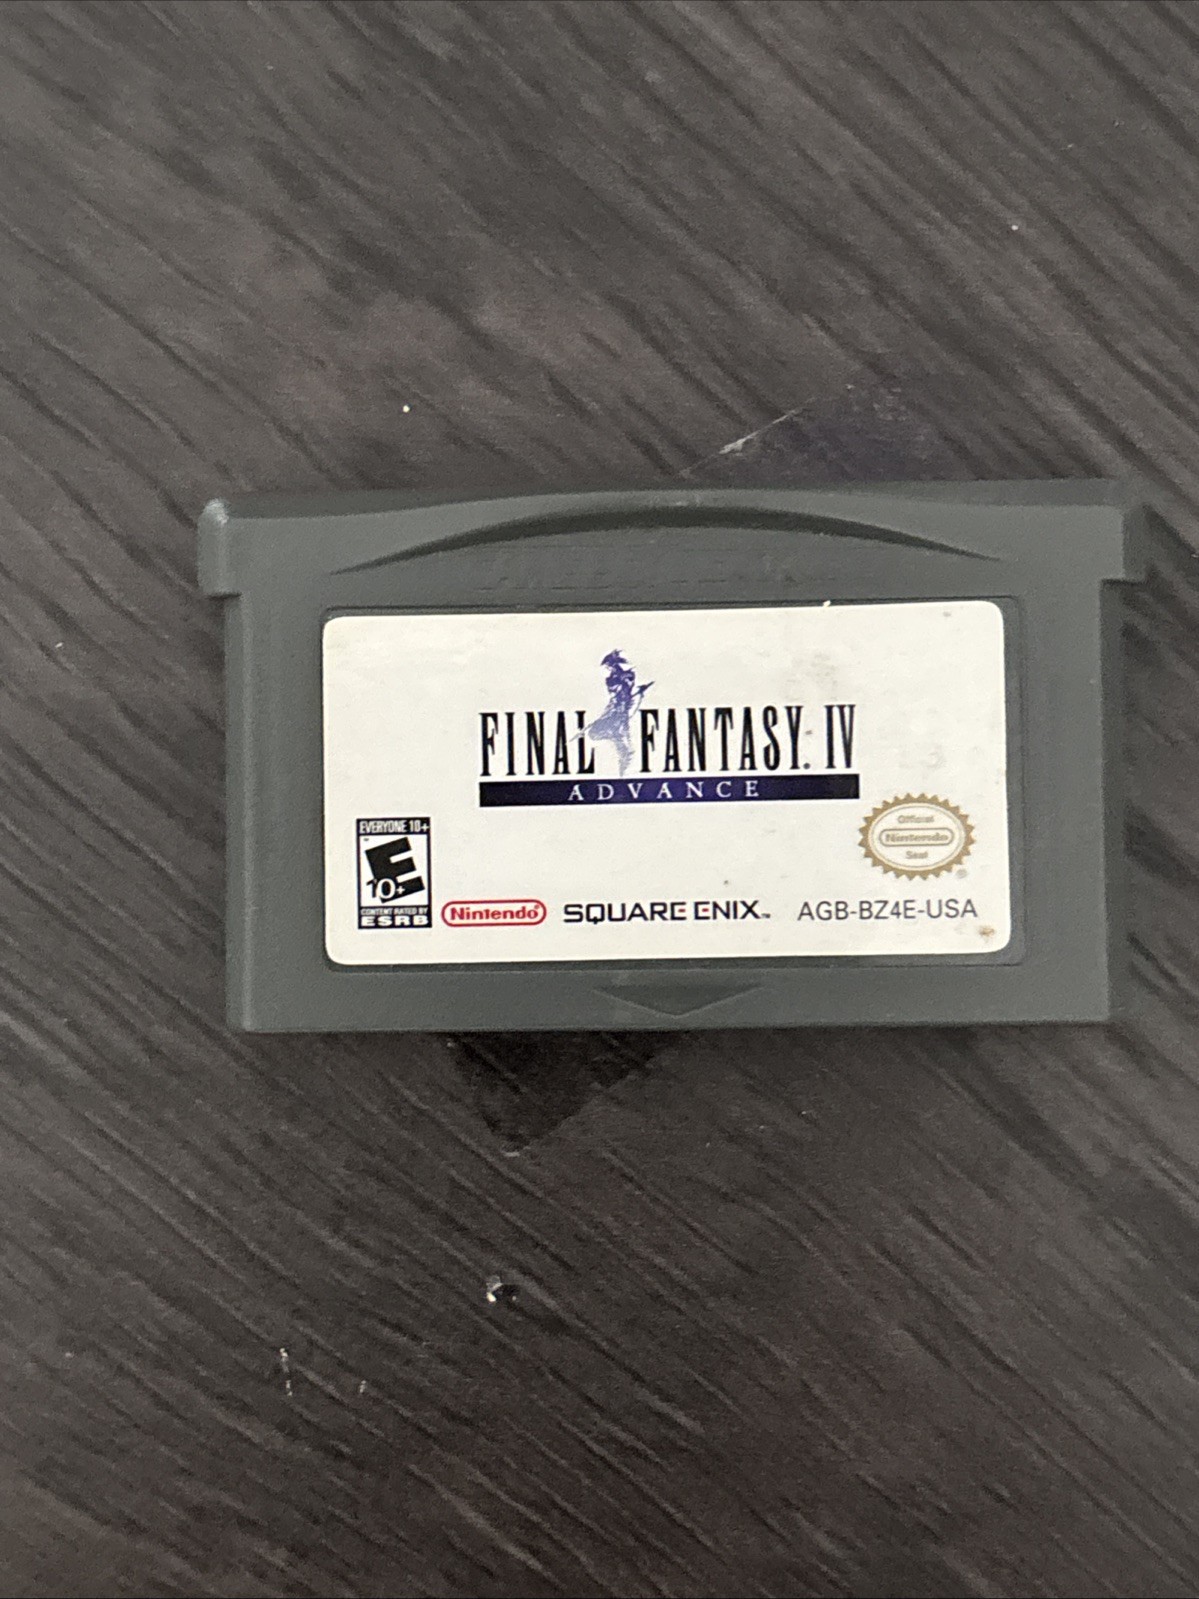 FINAL FANTASY. IV
ADVANCE
EVERYONE 10+
E
10+
CONTENT RATED BY
ESRB
Nintendo®
SQUARE ENIX™
AGB-BZ4E-USA
Official
Nintendo
Seal
®